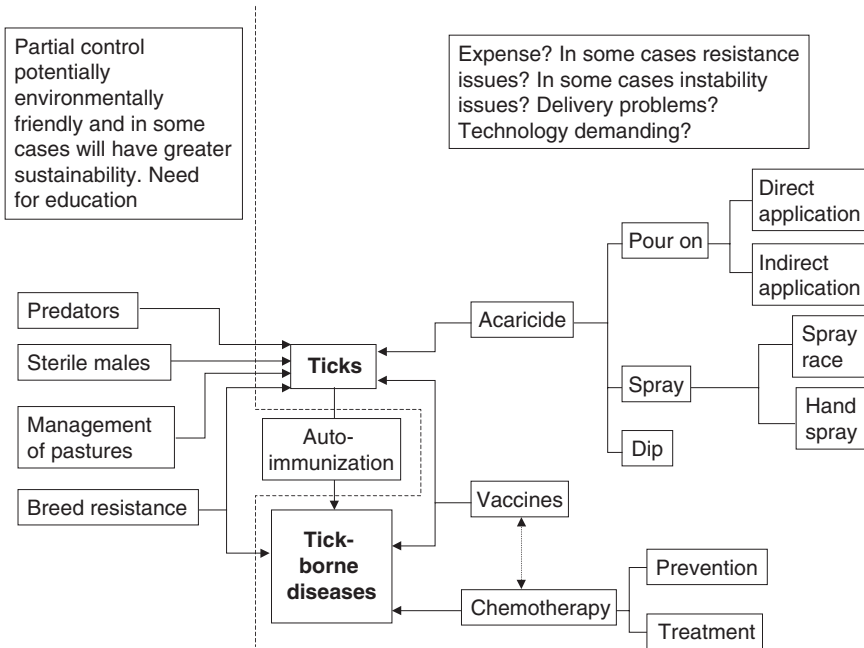 Partial control
potentially
environmentally
friendly and in some
cases will have greater
sustainability. Need
for education
Expense? In some cases resistance
issues? In some cases instability
issues? Delivery problems?
Technology demanding?
Direct
application
Pour on
Indirect
application
Predators
Acaricide
Sterile males
Ticks
Spray
race
Spray
Management
of pastures
Auto-
immunization
Hand
spray
Dip
Breed resistance
Vaccines
Tick-
borne
diseases
Prevention
Chemotherapy
Treatment